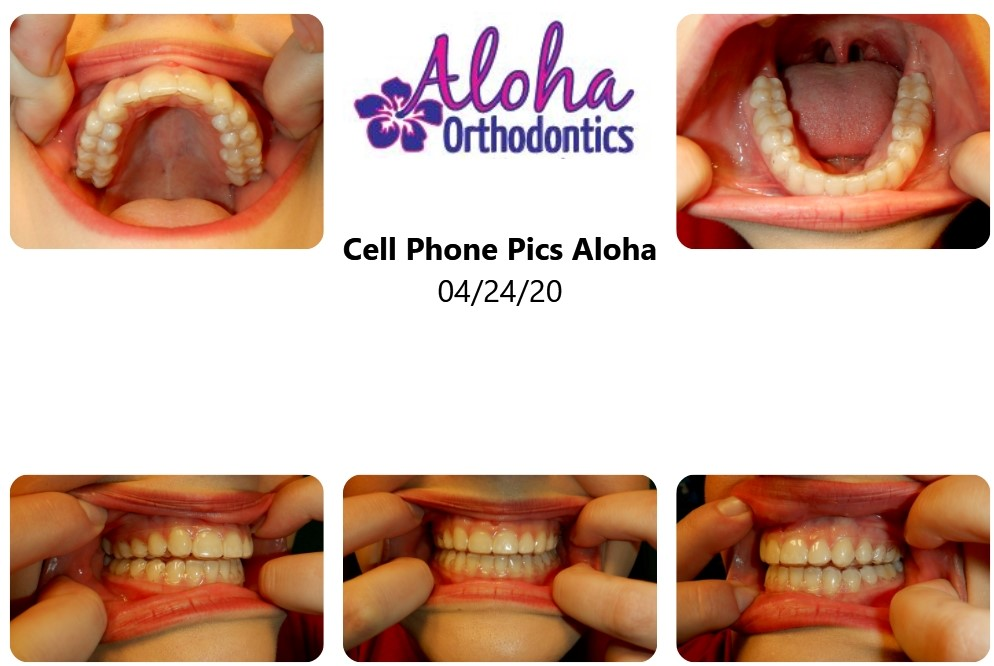 Aloha
Orthodontics
Cell Phone Pics Aloha
04/24/20